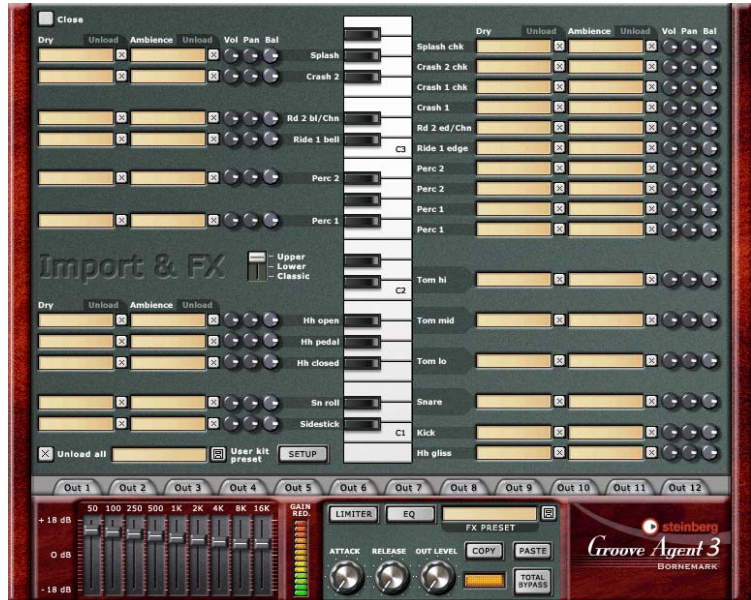 Close
Dry Unload Ambience Unload Vol Pan Bal
Splash
Crash 2
Rd 2 bl/Chn
Ride 1 bell
Perc 2
Perc 1
Import & FX
Upper
Lower
Classic
Dry Unload Ambience Unload
Hh open
Hh pedal
Hh closed
Sn roll
Sidestick
Unload all
User kit
preset
SETUP
C3
C2
C1
Dry Unload Ambience Unload Vol Pan Bal
Splash chk
Crash 2 chk
Crash 1 chk
Crash 1
Rd 2 ed/Chn
Ride 1 edge
Perc 2
Perc 2
Perc 1
Perc 1
Tom hi
Tom mid
Tom lo
Snare
Kick
Hh gliss
Out 1 Out 2 Out 3 Out 4 Out 5 Out 6 Out 7 Out 8 Out 9 Out 10 Out 11 Out 12
50 100 250 500 1K 2K 4K 8K 16K
+ 18 dB
0 dB
- 18 dB
GAIN
RED.
LIMITER EQ
FX PRESET
ATTACK RELEASE OUT LEVEL COPY PASTE
TOTAL
BYPASS
steinberg
Groove Agent 3
BORNEMARK